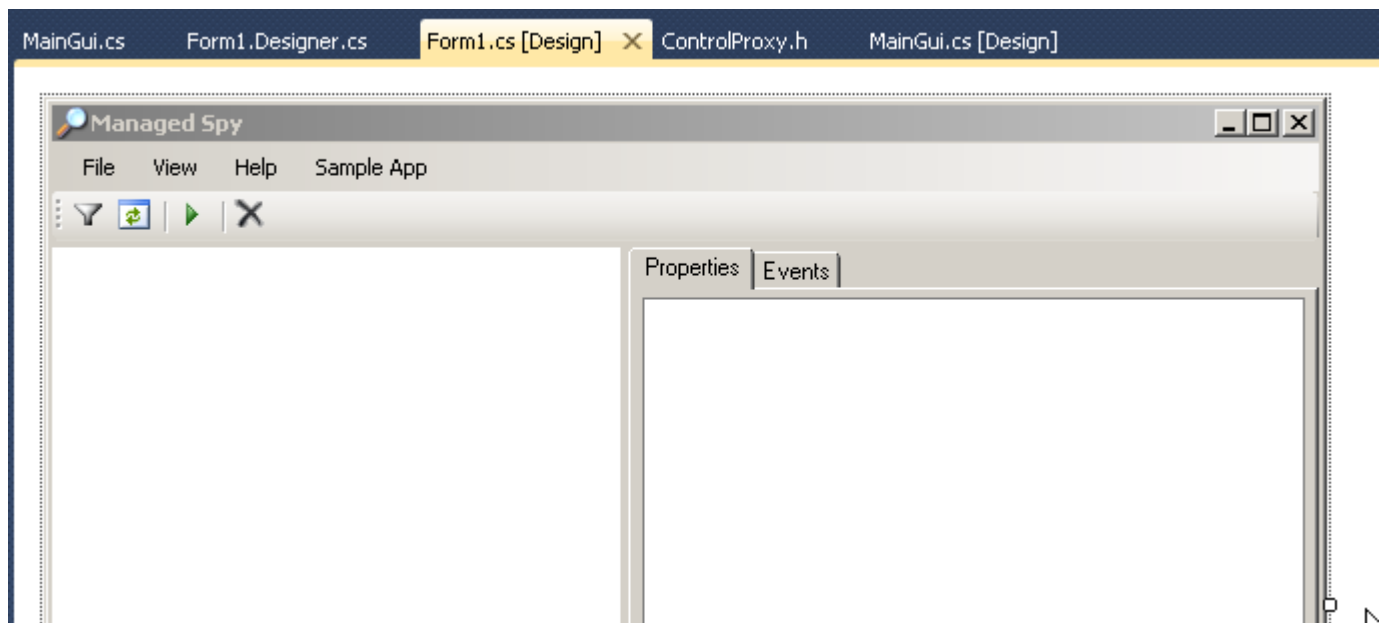 MainGui.cs Form1.Designer.cs Form1.cs [Design] ControlProxy.h MainGui.cs [Design]
Managed Spy
File View Help Sample App
Properties Events